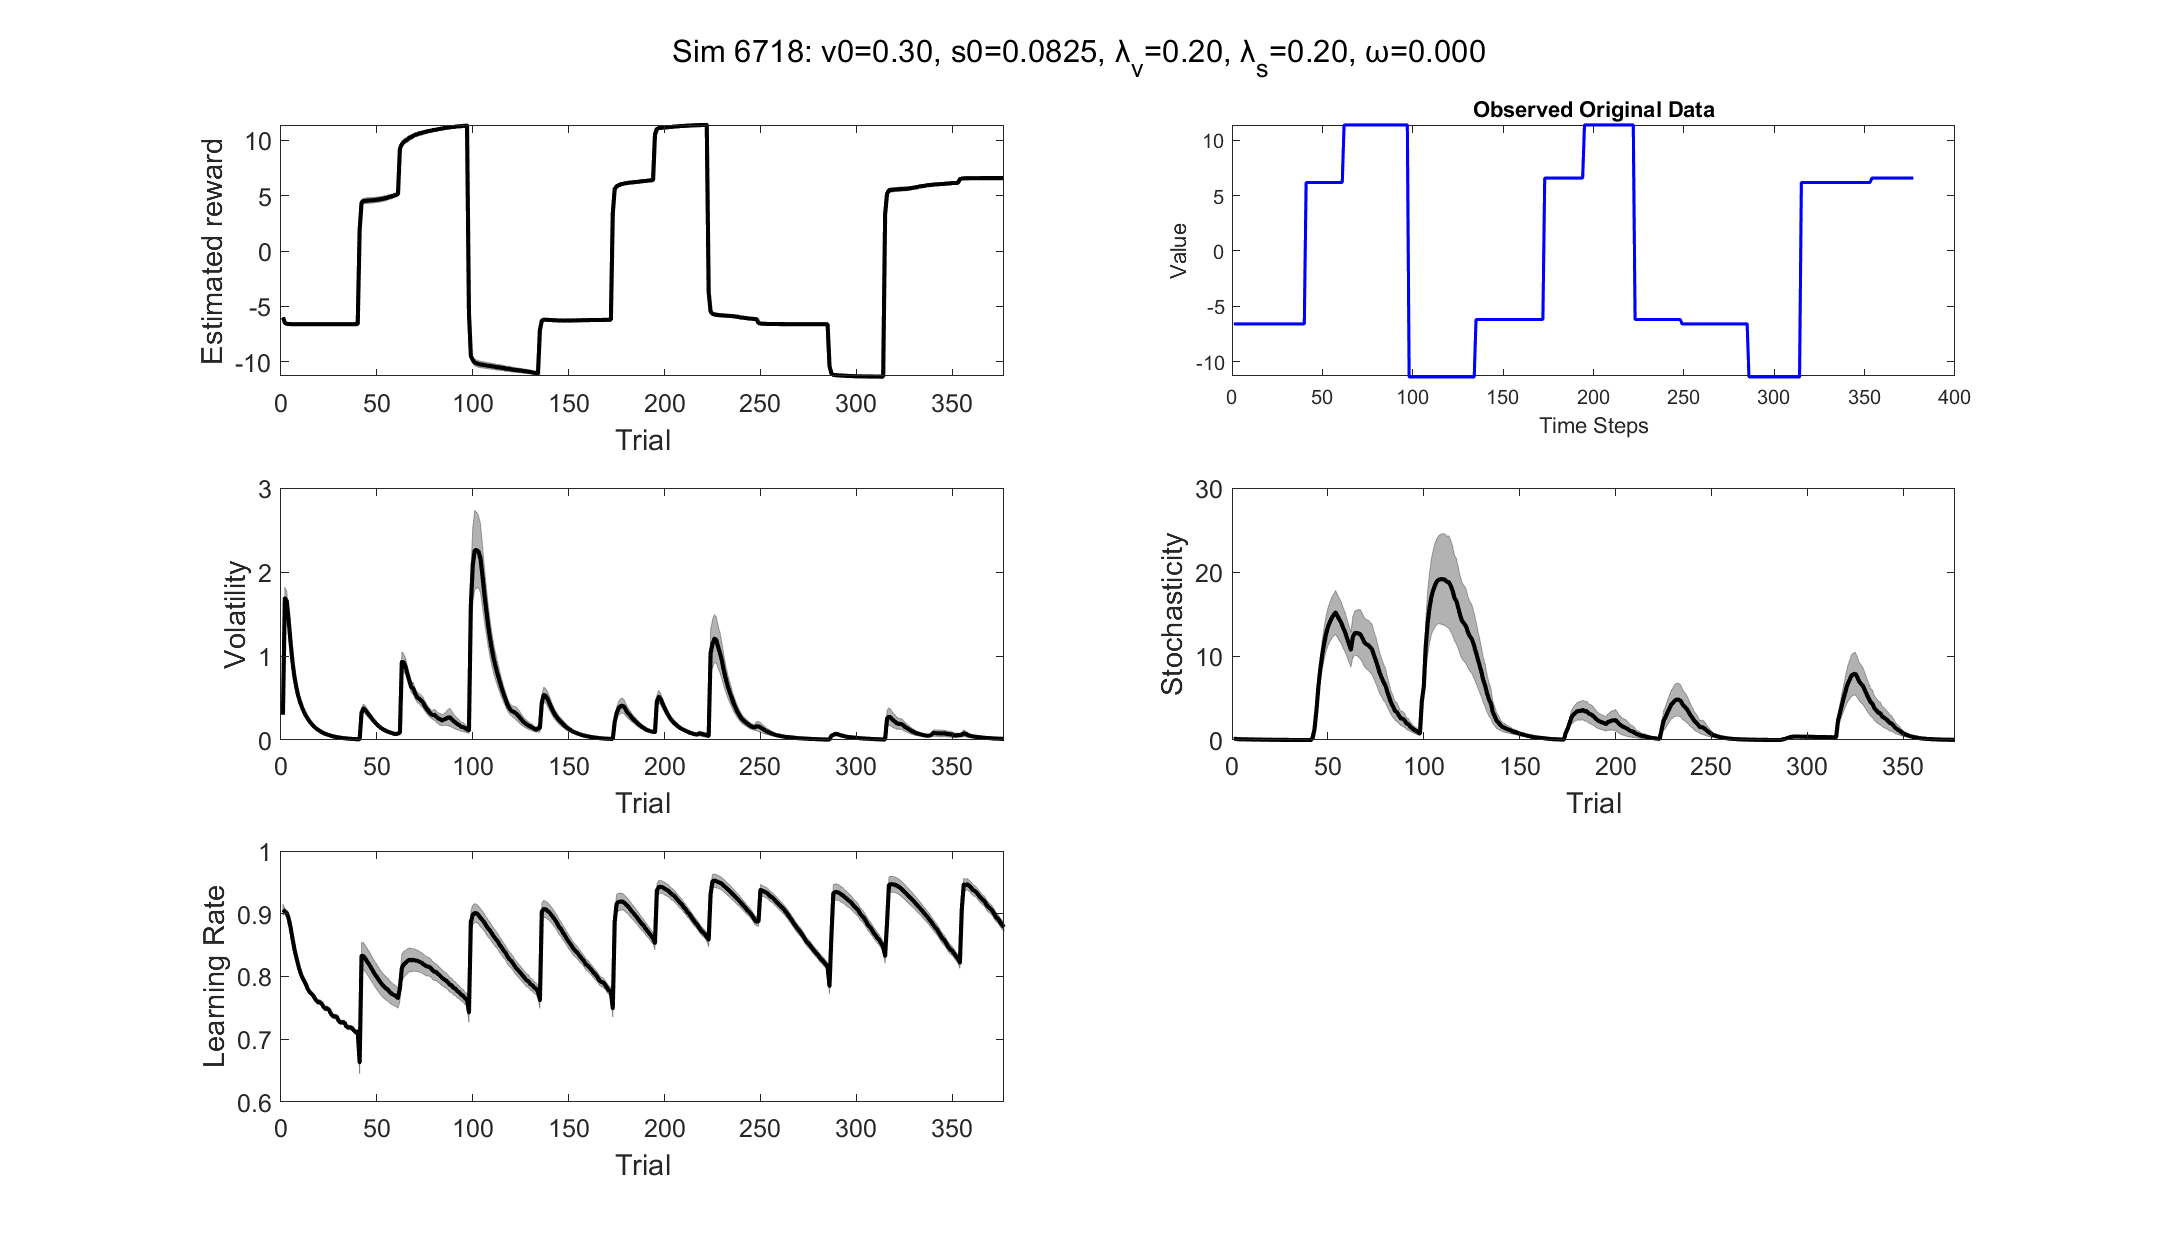 Sim 6718: v0=0.30, s0=0.0825, λ_v=0.20, λ_s=0.20, ω=0.000
Estimated reward
10
5
0
-5
-10
0 50 100 150 200 250 300 350
Trial
Observed Original Data
Value
10
5
0
-5
-10
0 50 100 150 200 250 300 350 400
Time Steps
Volatility
3
2
1
0
0 50 100 150 200 250 300 350
Trial
Stochasticity
30
20
10
0
0 50 100 150 200 250 300 350
Trial
Learning Rate
1
0.9
0.8
0.7
0.6
0 50 100 150 200 250 300 350
Trial